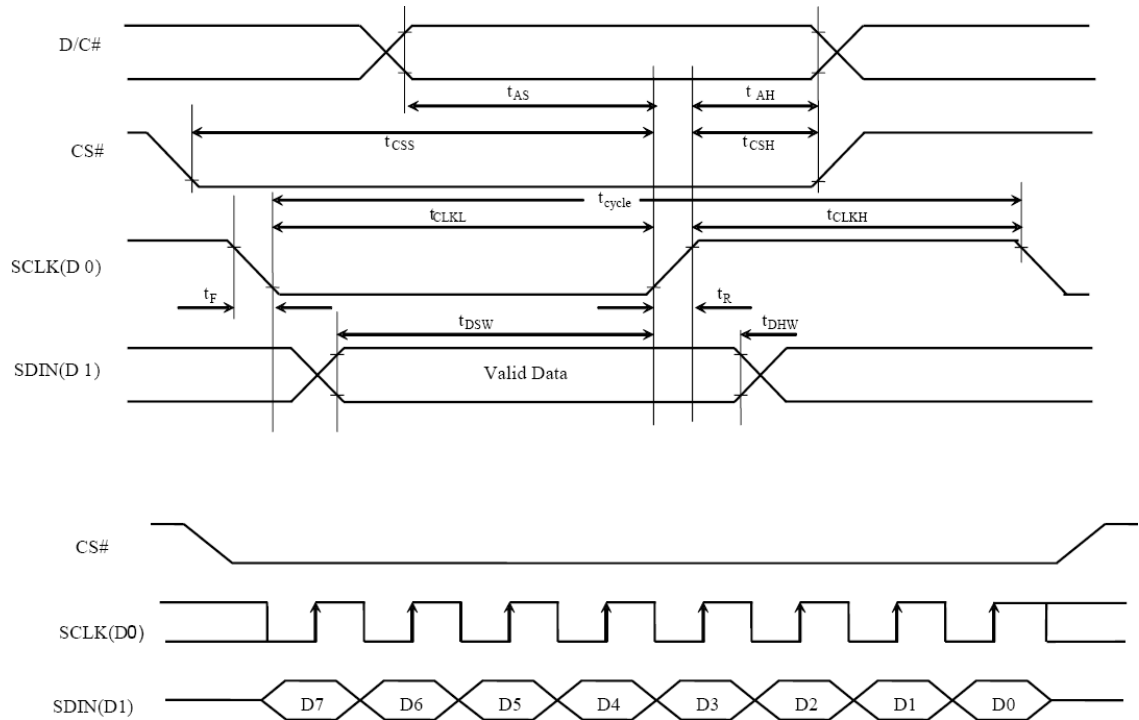 D/C#
tAS
t AH
CS#
tCSS
tCSH
tcycle
tCLKL
tCLKH
SCLK(D 0)
tF
tR
tDSW
tDHW
SDIN(D 1)
Valid Data
CS#
SCLK(D0)
SDIN(D1)
D7 D6 D5 D4 D3 D2 D1 D0